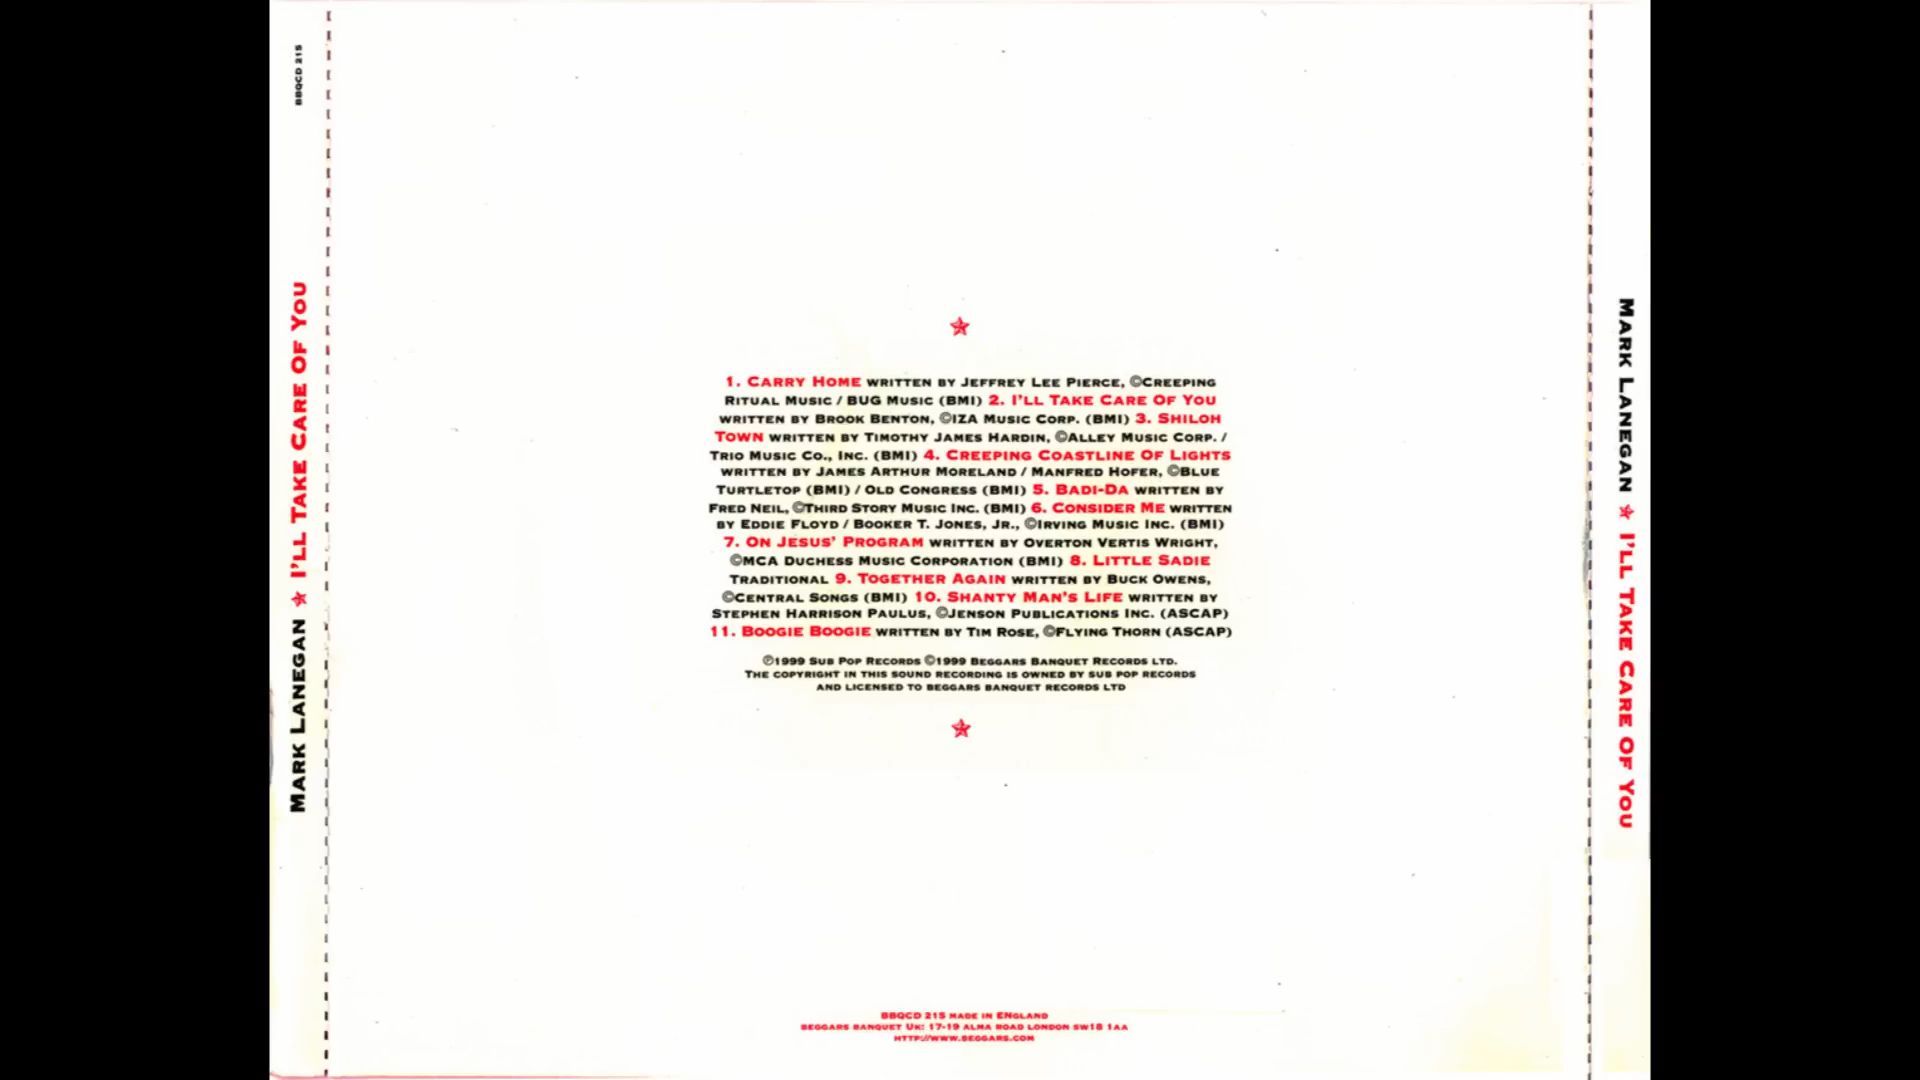 BBQCD 215
MARK LANEGAN ★ I'LL TAKE CARE OF YOU
1. CARRY HOME WRITTEN BY JEFFREY LEE PIERCE, ©CREEPING
RITUAL MUSIC / BUG MUSIC (BMI) 2. I'LL TAKE CARE OF YOU
WRITTEN BY BROOK BENTON, ©IZA MUSIC CORP. (BMI) 3. SHILOH
TOWN WRITTEN BY TIMOTHY JAMES HARDIN, ©ALLEY MUSIC CORP. /
TRIO MUSIC CO., INC. (BMI) 4. CREEPING COASTLINE OF LIGHTS
WRITTEN BY JAMES ARTHUR MORELAND / MANFRED HOFER, ©BLUE
TURTLETOP (BMI) / OLD CONGRESS (BMI) 5. BADI-DA WRITTEN BY
FRED NEIL, ©THIRD STORY MUSIC INC. (BMI) 6. CONSIDER ME WRITTEN
BY EDDIE FLOYD / BOOKER T. JONES, JR., ©IRVING MUSIC INC. (BMI)
7. ON JESUS' PROGRAM WRITTEN BY OVERTON VERTIS WRIGHT,
©MCA DUCHESS MUSIC CORPORATION (BMI) 8. LITTLE SADIE
TRADITIONAL 9. TOGETHER AGAIN WRITTEN BY BUCK OWENS,
©CENTRAL SONGS (BMI) 10. SHANTY MAN'S LIFE WRITTEN BY
STEPHEN HARRISON PAULUS, ©JENSON PUBLICATIONS INC. (ASCAP)
11. BOOGIE BOOGIE WRITTEN BY TIM ROSE, ©FLYING THORN (ASCAP)
℗1999 SUB POP RECORDS ©1999 BEGGARS BANQUET RECORDS LTD.
THE COPYRIGHT IN THIS SOUND RECORDING IS OWNED BY SUB POP RECORDS
AND LICENSED TO BEGGARS BANQUET RECORDS LTD
BBQCD 215 MADE IN ENGLAND
BEGGARS BANQUET UK: 17-19 ALMA ROAD LONDON SW18 1AA
HTTP://WWW.BEGGARS.COM
MARK LANEGAN ★ I'LL TAKE CARE OF YOU